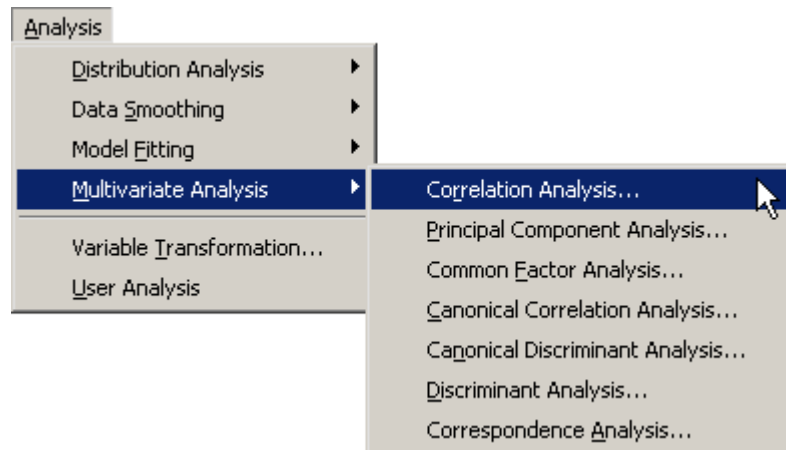 Analysis
Distribution Analysis
Data Smoothing
Model Fitting
Multivariate Analysis
Variable Transformation...
User Analysis
Correlation Analysis...
Principal Component Analysis...
Common Factor Analysis...
Canonical Correlation Analysis...
Canonical Discriminant Analysis...
Discriminant Analysis...
Correspondence Analysis...